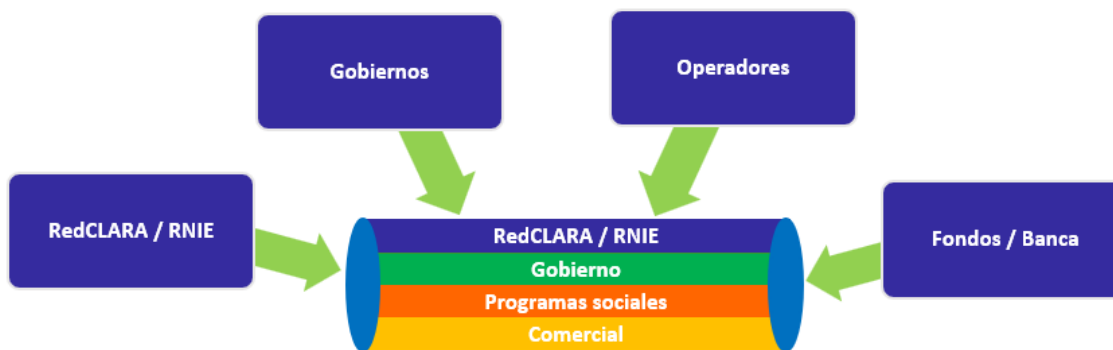 Gobiernos
Operadores
RedCLARA / RNIE
Fondos / Banca
RedCLARA / RNIE
Gobierno
Programas sociales
Comercial